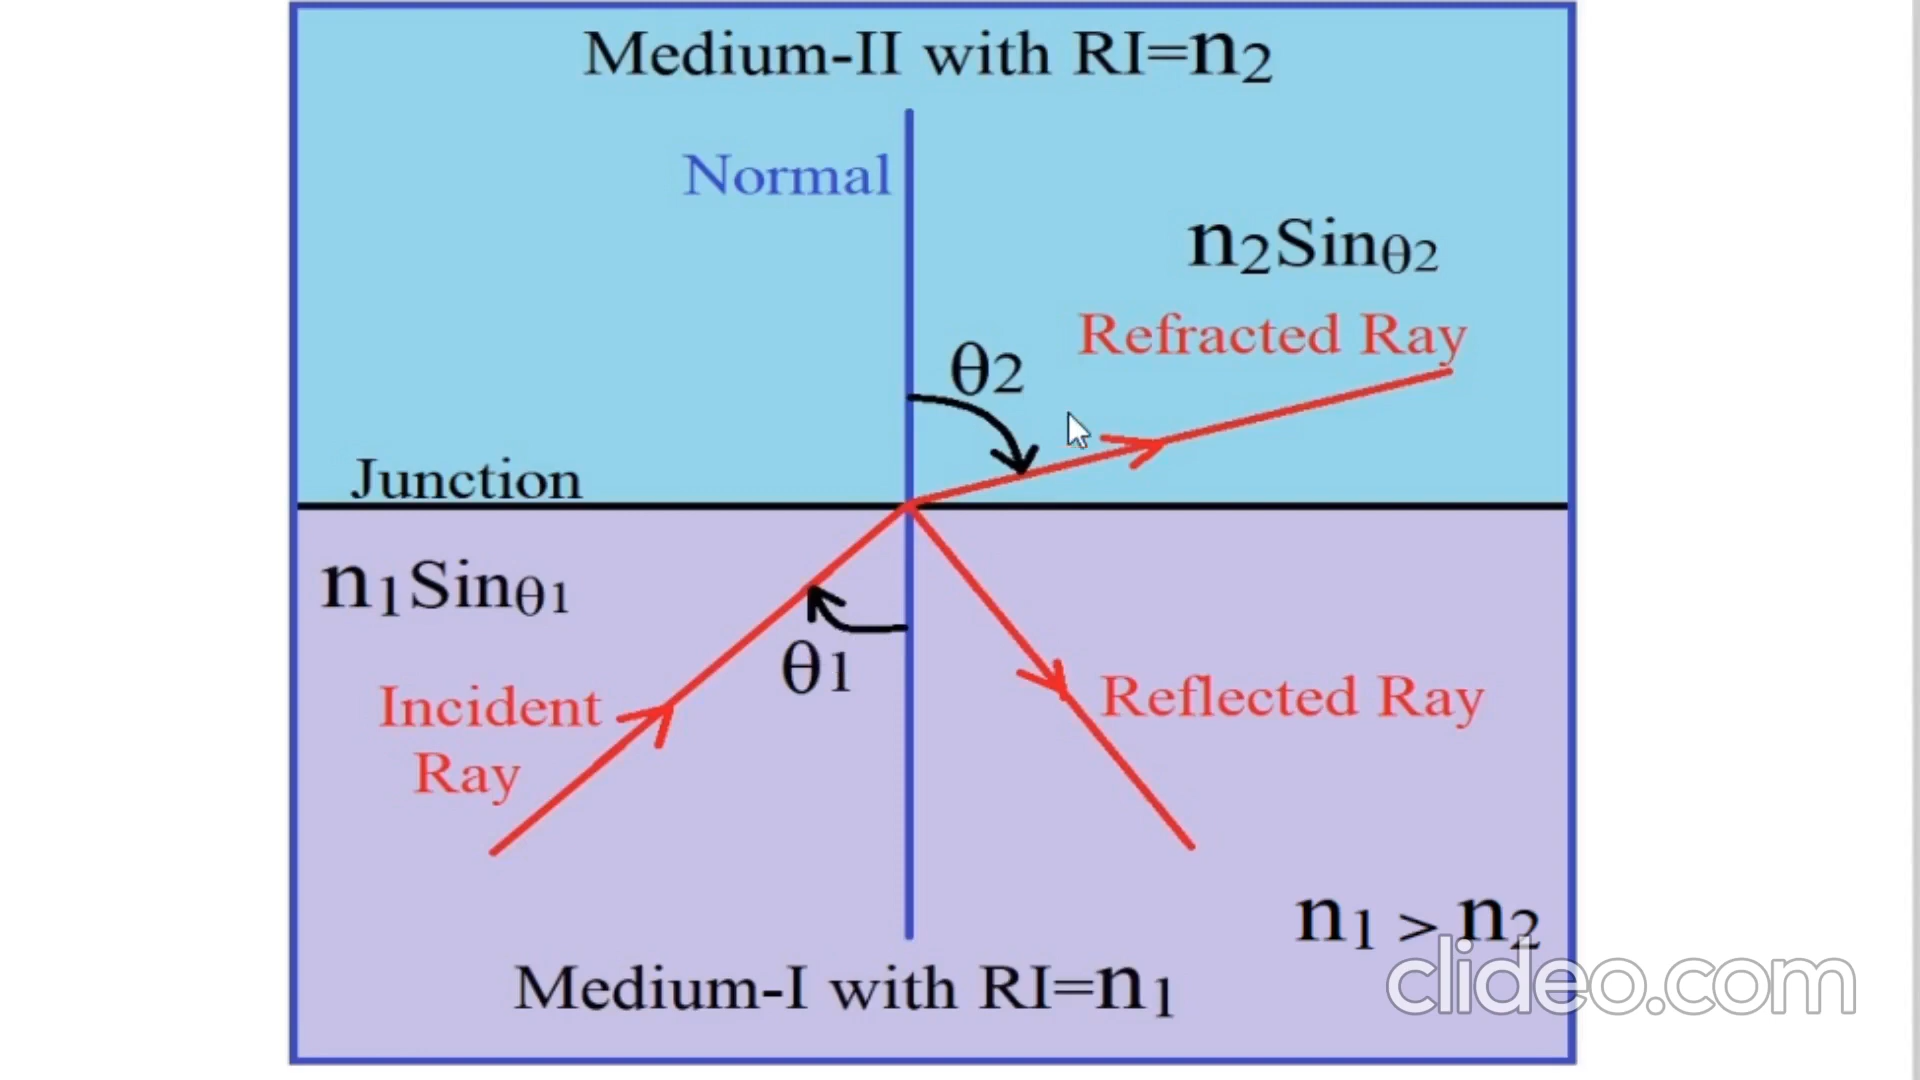 Medium-II with RI=n2
Normal
n2Sinθ2
Refracted Ray
θ2
Junction
n1Sinθ1
θ1
Incident
Ray
Reflected Ray
n1 > n2
Medium-I with RI=n1
clideo.com